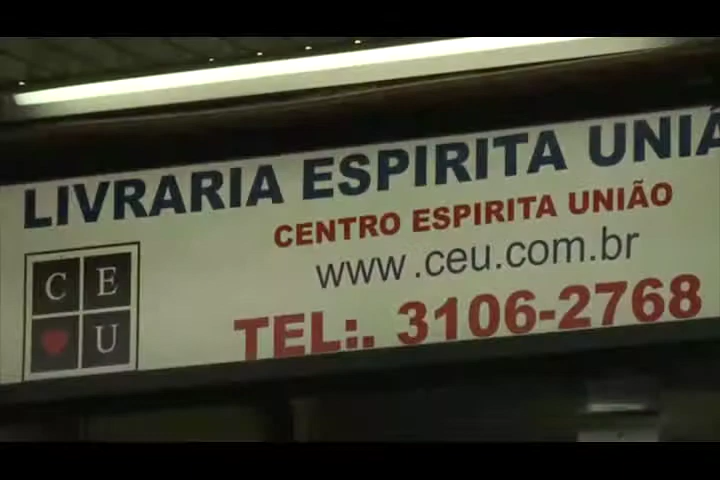 LIVRARIA ESPIRITA UNIÃ
CENTRO ESPIRITA UNIÃO
www.ceu.com.br
TEL:. 3106-2768
C E
U